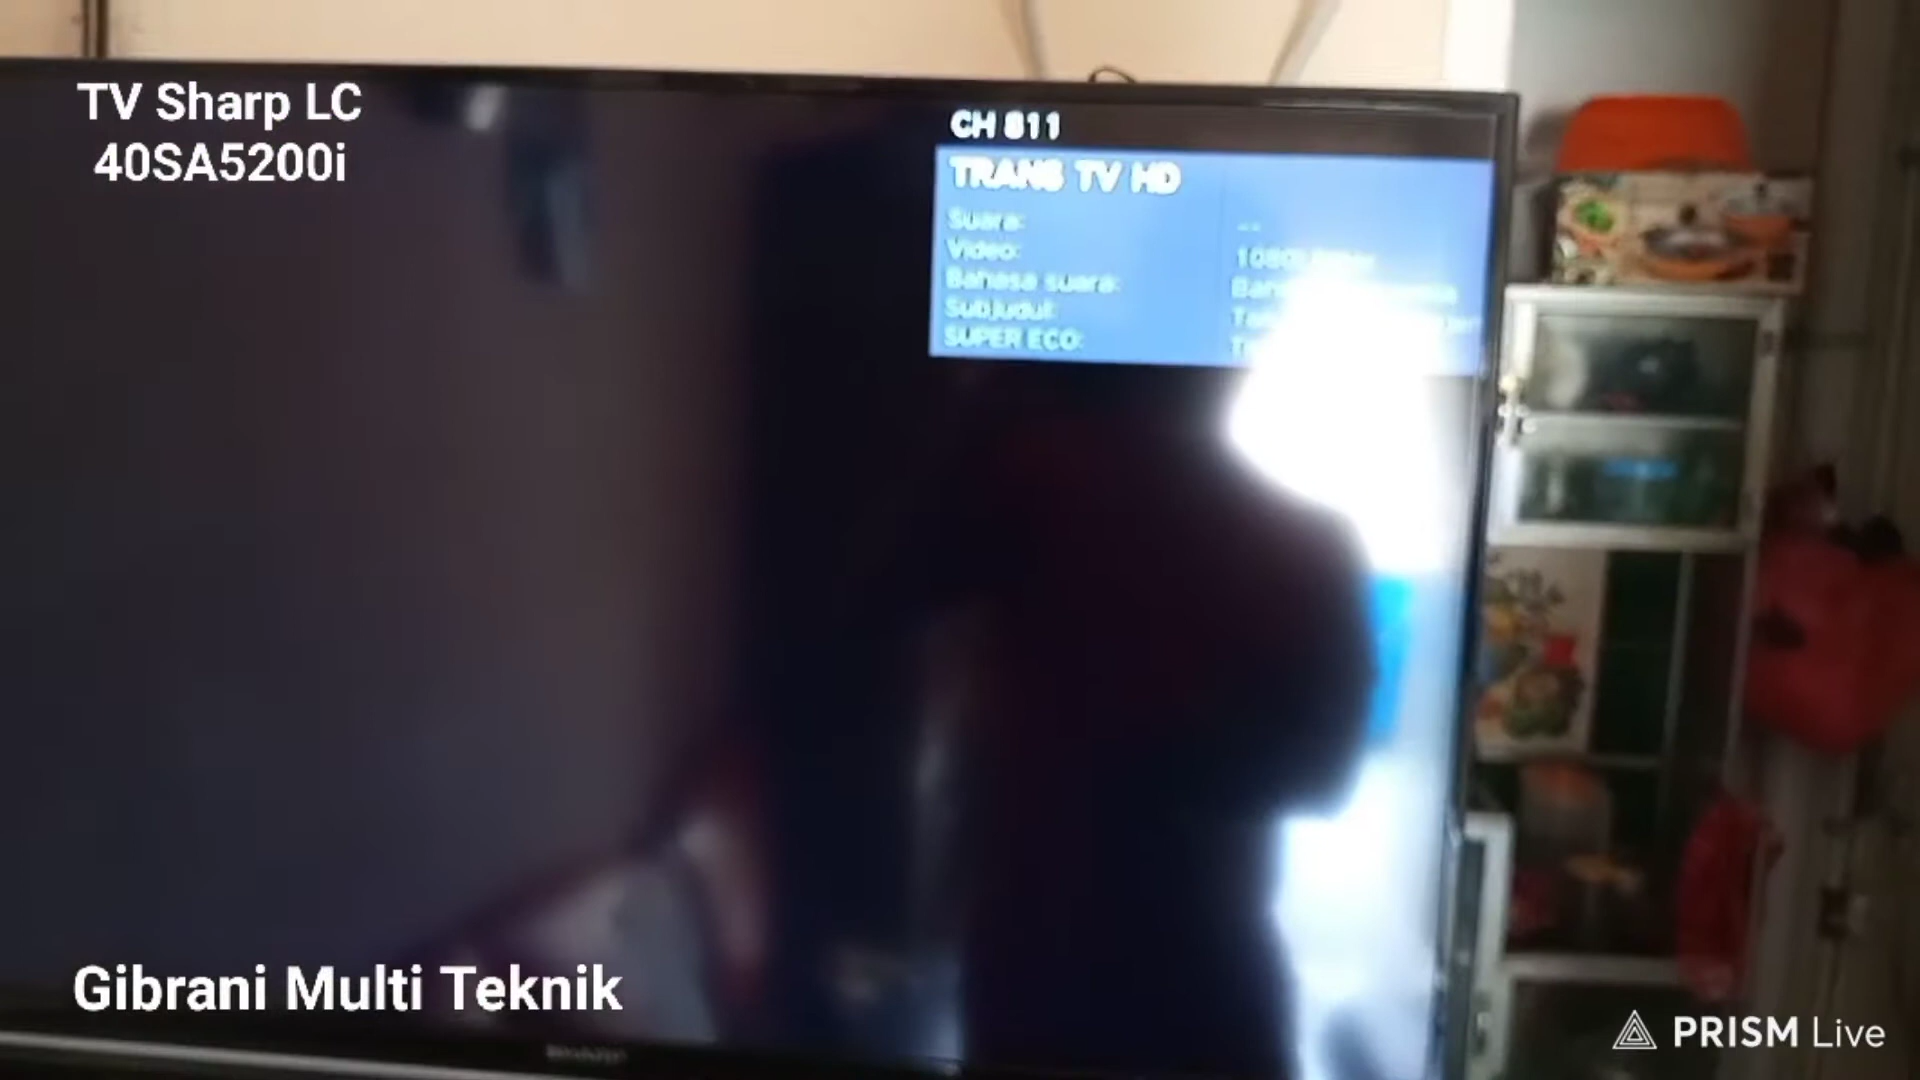 TV Sharp LC
40SA5200i
CH 811
TRANS TV HD
Suara: --
Video:
Bahasa suara:
Subjudul:
SUPER ECO:
Gibrani Multi Teknik
PRISM Live